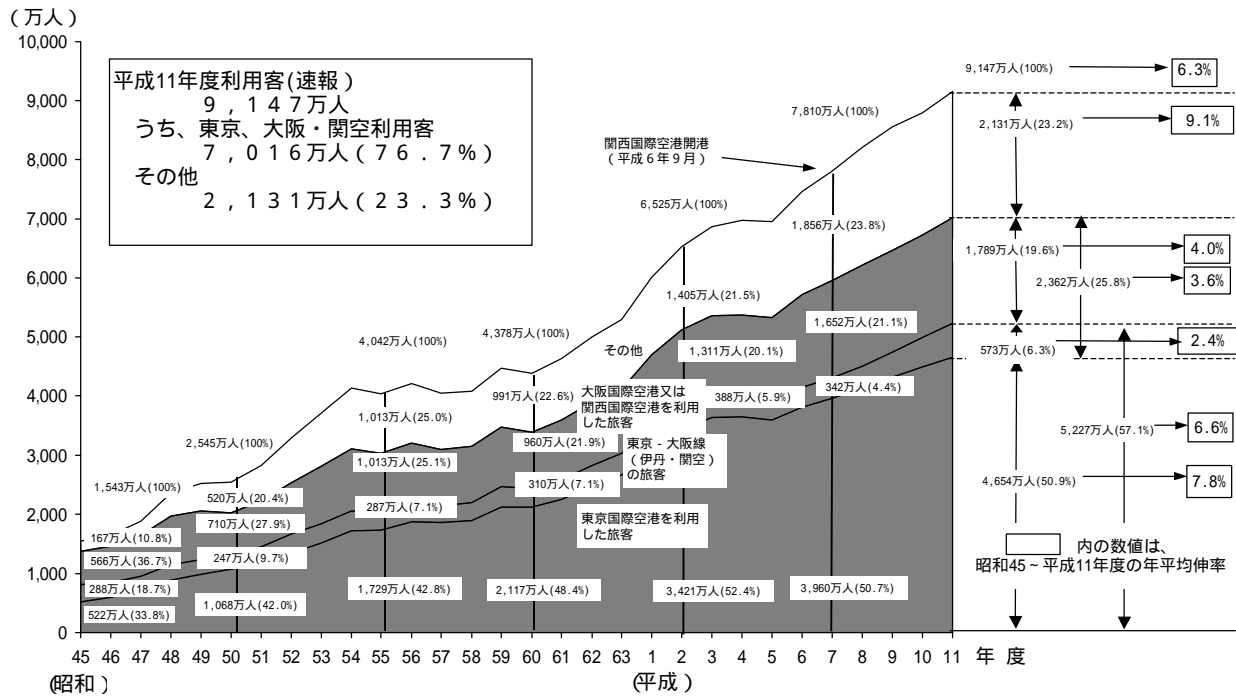 (万人)
10,000
9,000
8,000
7,000
6,000
5,000
4,000
3,000
2,000
1,000
0
平成11年度利用客(速報)
9,147万人
うち、東京、大阪・関空利用客
7,016万人(76.7%)
その他
2,131万人(23.3%)
関西国際空港開港
(平成6年9月)
1,543万人(100%)
2,545万人(100%)
4,042万人(100%)
4,378万人(100%)
6,525万人(100%)
7,810万人(100%)
9,147万人(100%)
167万人(10.8%)
566万人(36.7%)
288万人(18.7%)
522万人(33.8%)
520万人(20.4%)
710万人(27.9%)
247万人(9.7%)
1,068万人(42.0%)
1,013万人(25.0%)
1,013万人(25.1%)
287万人(7.1%)
1,729万人(42.8%)
991万人(22.6%)
960万人(21.9%)
310万人(7.1%)
2,117万人(48.4%)
その他
大阪国際空港又は
関西国際空港を利用
した旅客
東京-大阪線
(伊丹・関空)
の旅客
東京国際空港を利用
した旅客
1,405万人(21.5%)
1,311万人(20.1%)
388万人(5.9%)
3,421万人(52.4%)
1,856万人(23.8%)
1,652万人(21.1%)
342万人(4.4%)
3,960万人(50.7%)
2,131万人(23.2%)
1,789万人(19.6%)
2,362万人(25.8%)
573万人(6.3%)
5,227万人(57.1%)
4,654万人(50.9%)
6.3%
9.1%
4.0%
3.6%
2.4%
6.6%
7.8%
内の数値は、
昭和45~平成11年度の年平均伸率
45 46 47 48 49 50 51 52 53 54 55 56 57 58 59 60 61 62 63 1 2 3 4 5 6 7 8 9 10 11 年度
(昭和) (平成)